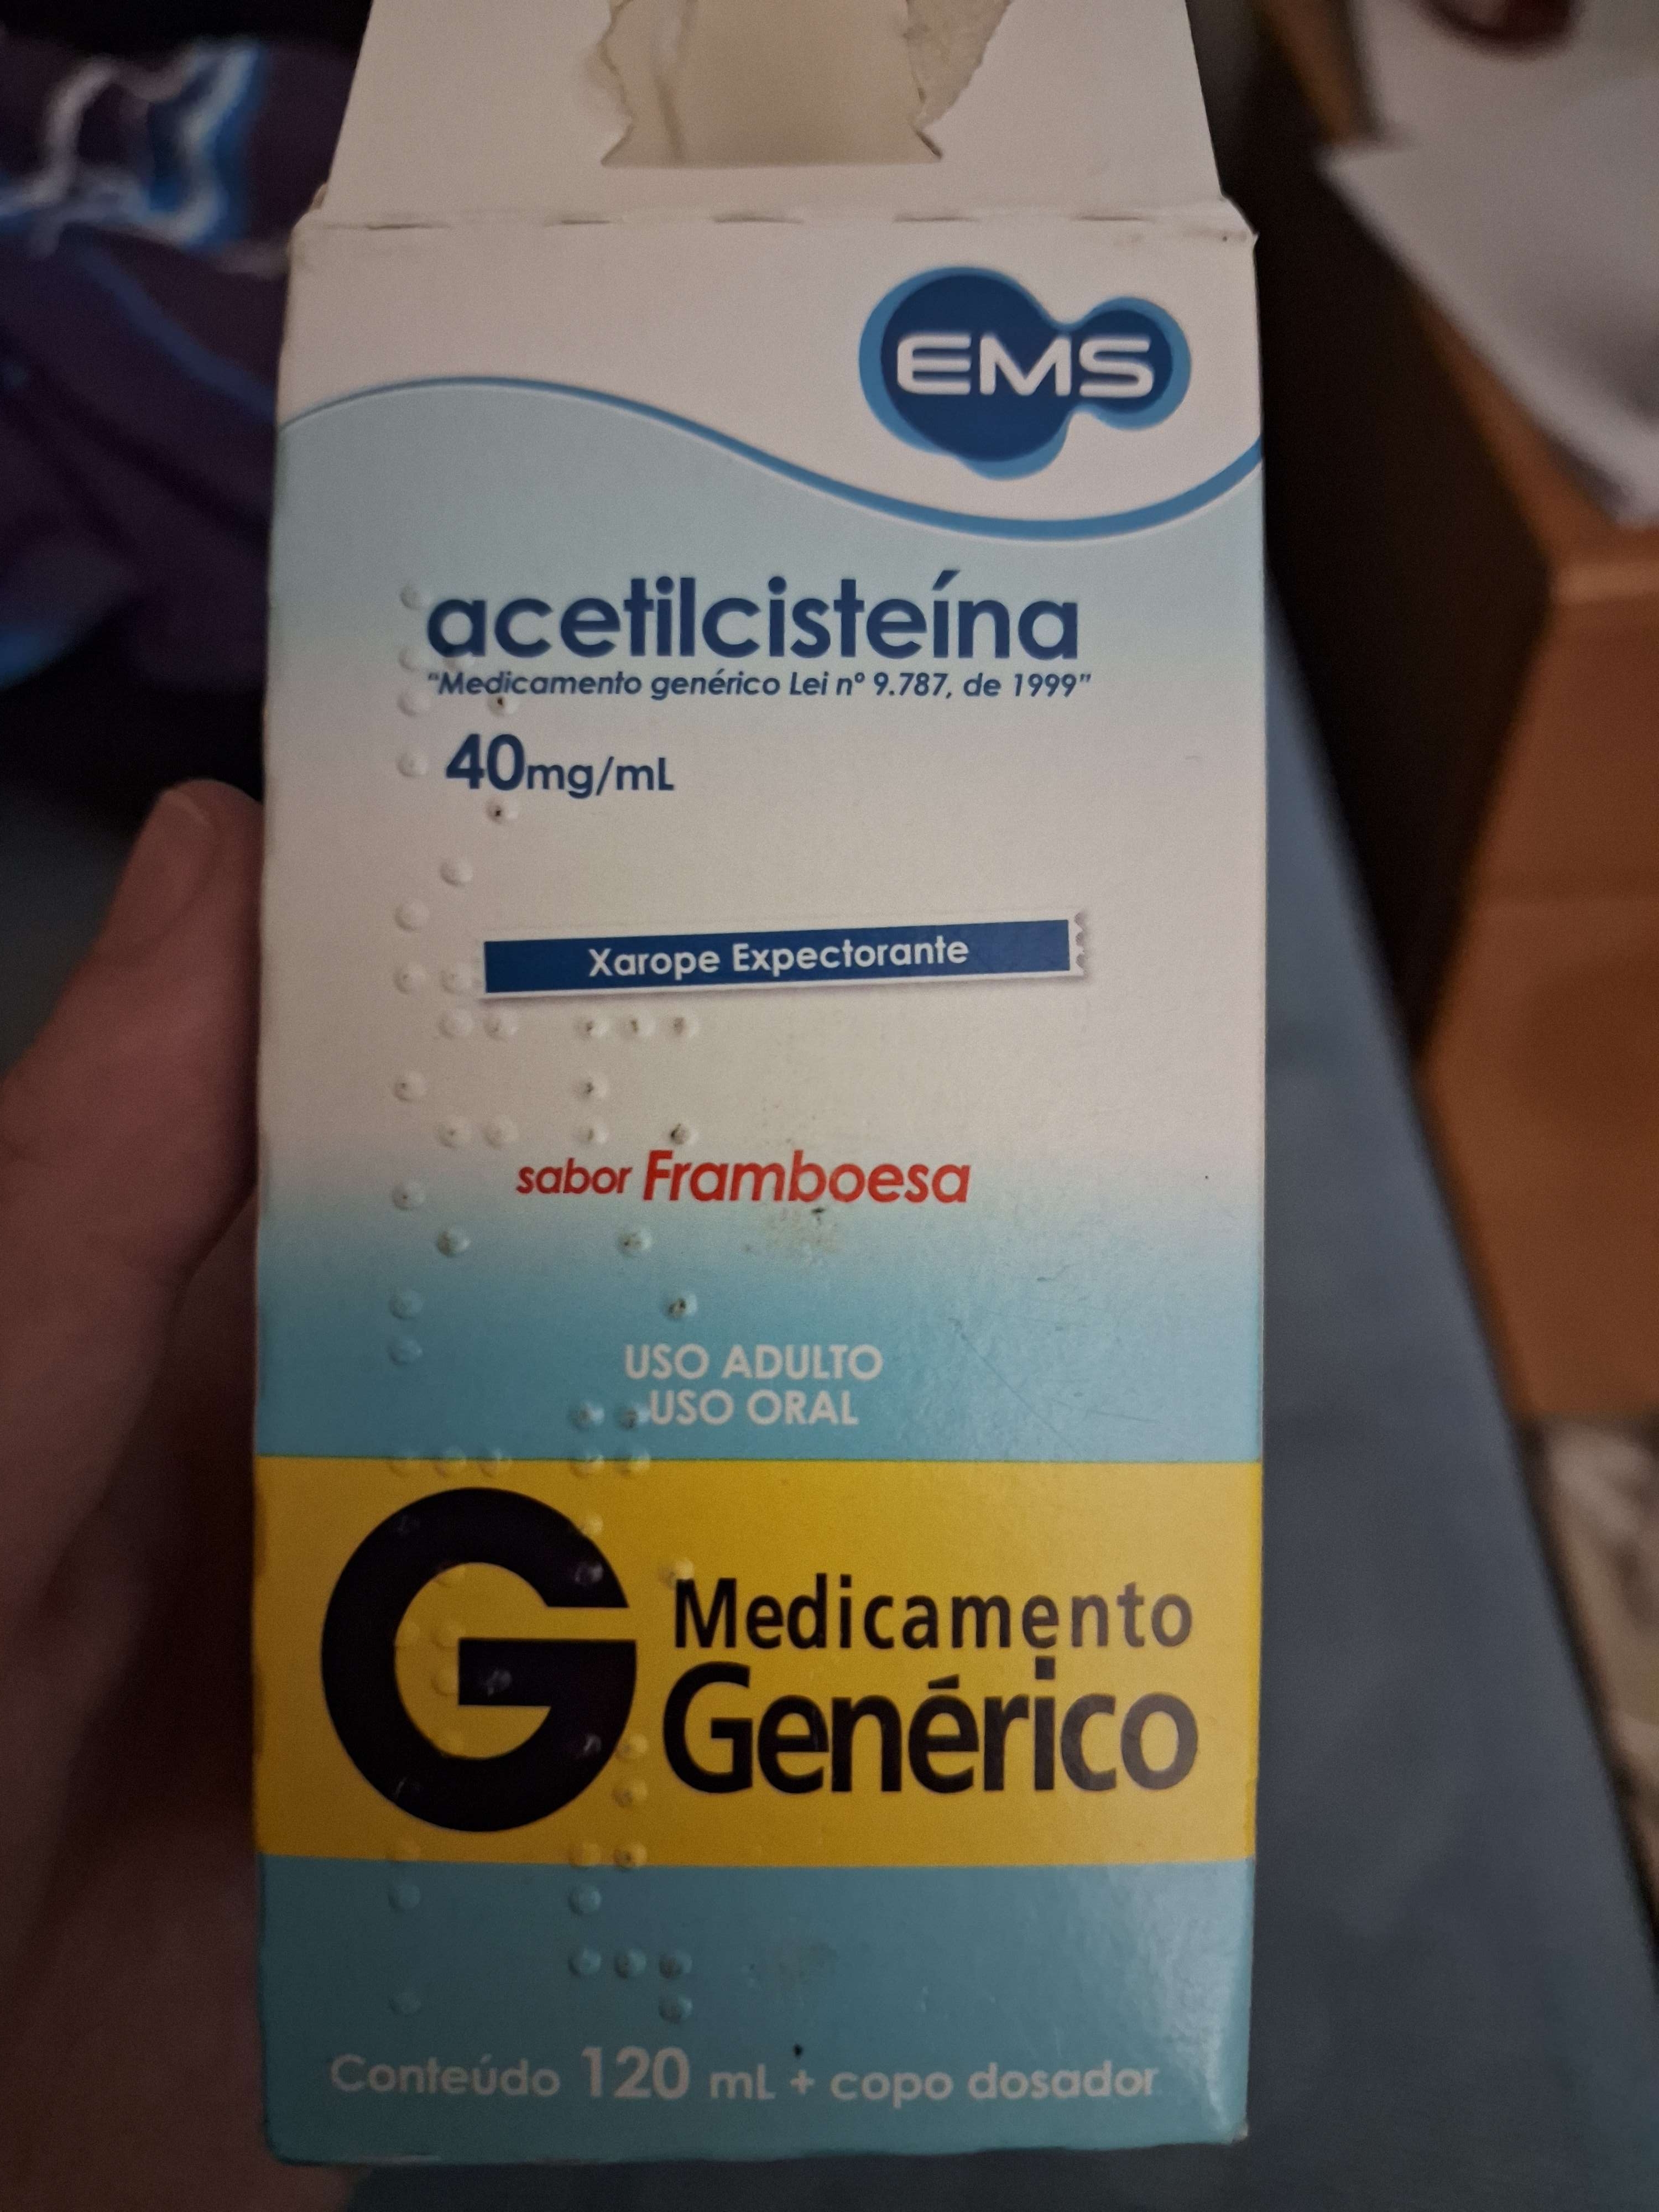 EMS
acetilcisteína
"Medicamento genérico Lei nº 9.787, de 1999"
40mg/mL
Xarope Expectorante
sabor Framboesa
USO ADULTO
USO ORAL
G Medicamento
Genérico
Conteúdo 120 mL + copo dosador